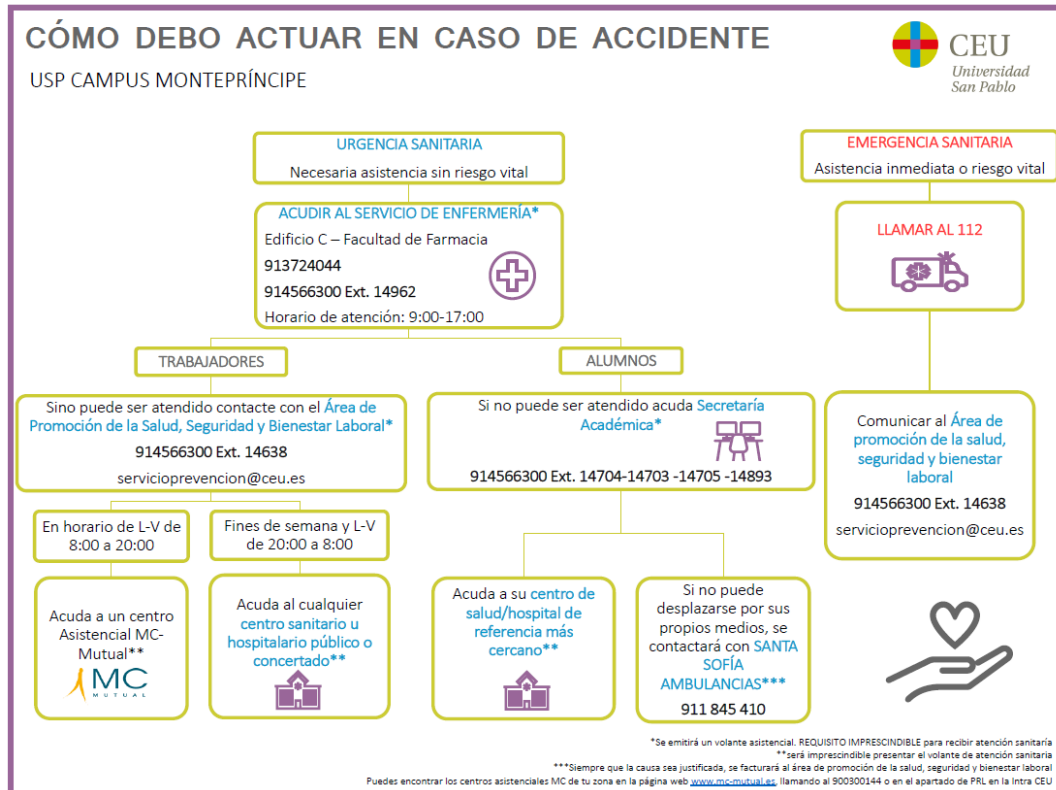 CÓMO DEBO ACTUAR EN CASO DE ACCIDENTE
USP CAMPUS MONTEPRÍNCIPE
CEU
Universidad
San Pablo
URGENCIA SANITARIA
Necesaria asistencia sin riesgo vital
EMERGENCIA SANITARIA
Asistencia inmediata o riesgo vital
ACUDIR AL SERVICIO DE ENFERMERÍA*
Edificio C – Facultad de Farmacia
913724044
914566300 Ext. 14962
Horario de atención: 9:00-17:00
LLAMAR AL 112
TRABAJADORES
ALUMNOS
Sino puede ser atendido contacte con el Área de
Promoción de la Salud, Seguridad y Bienestar Laboral*
914566300 Ext. 14638
servicioprevencion@ceu.es
Si no puede ser atendido acuda Secretaría
Académica*
914566300 Ext. 14704-14703 -14705 -14893
Comunicar al Área de
promoción de la salud,
seguridad y bienestar
laboral
914566300 Ext. 14638
servicioprevencion@ceu.es
En horario de L-V de
8:00 a 20:00
Fines de semana y L-V
de 20:00 a 8:00
Acuda a un centro
Asistencial MC-
Mutual**
MC
MUTUAL
Acuda al cualquier
centro sanitario u
hospitalario público o
concertado**
Acuda a su centro de
salud/hospital de
referencia más
cercano**
Si no puede
desplazarse por sus
propios medios, se
contactará con SANTA
SOFÍA
AMBULANCIAS***
911 845 410
*Se emitirá un volante asistencial. REQUISITO IMPRESCINDIBLE para recibir atención sanitaria
**será imprescindible presentar el volante de atención sanitaria
***Siempre que la causa sea justificada, se facturará al área de promoción de la salud, seguridad y bienestar laboral
Puedes encontrar los centros asistenciales MC de tu zona en la página web www.mc-mutual.es, llamando al 900300144 o en el apartado de PRL en la Intra CEU